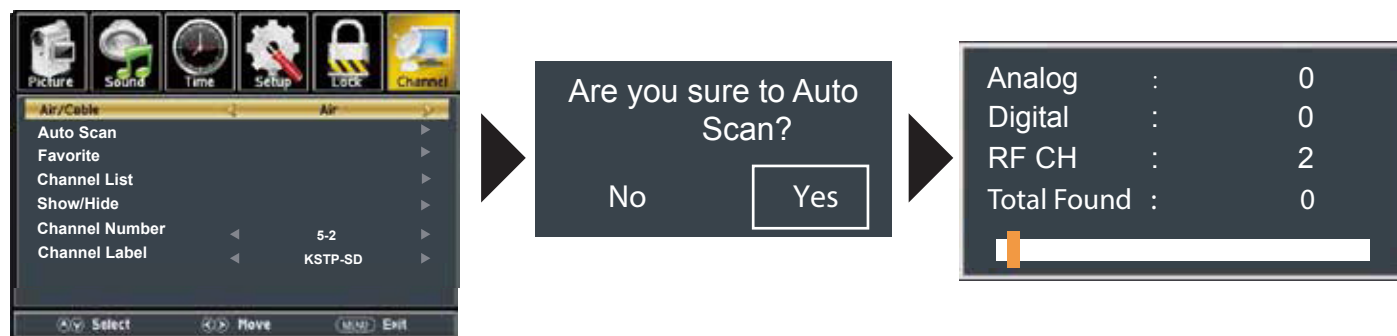 Picture Sound Time Setup Lock Channel
Air/Cable Air
Auto Scan
Favorite
Channel List
Show/Hide
Channel Number 5-2
Channel Label KSTP-SD
Select Move MENU Exit
Are you sure to Auto
Scan?
No Yes
Analog : 0
Digital : 0
RF CH : 2
Total Found : 0